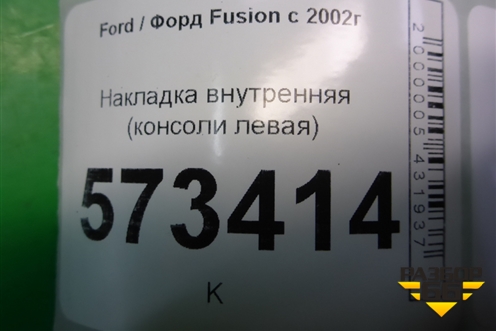 Ford / Форд Fusion с 2002г
Накладка внутренняя
(консоли левая)
573414
К
2000005431937